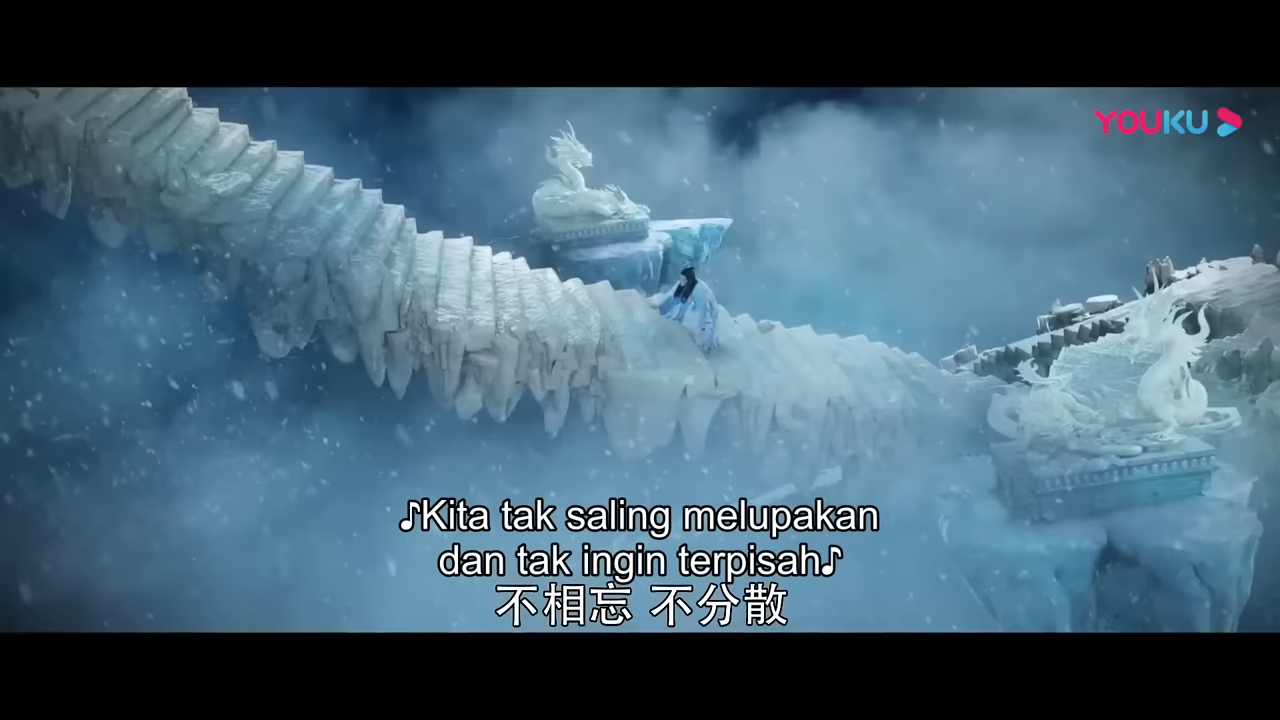 YOUKU
♪Kita tak saling melupakan
dan tak ingin terpisah♪
不相忘 不分散